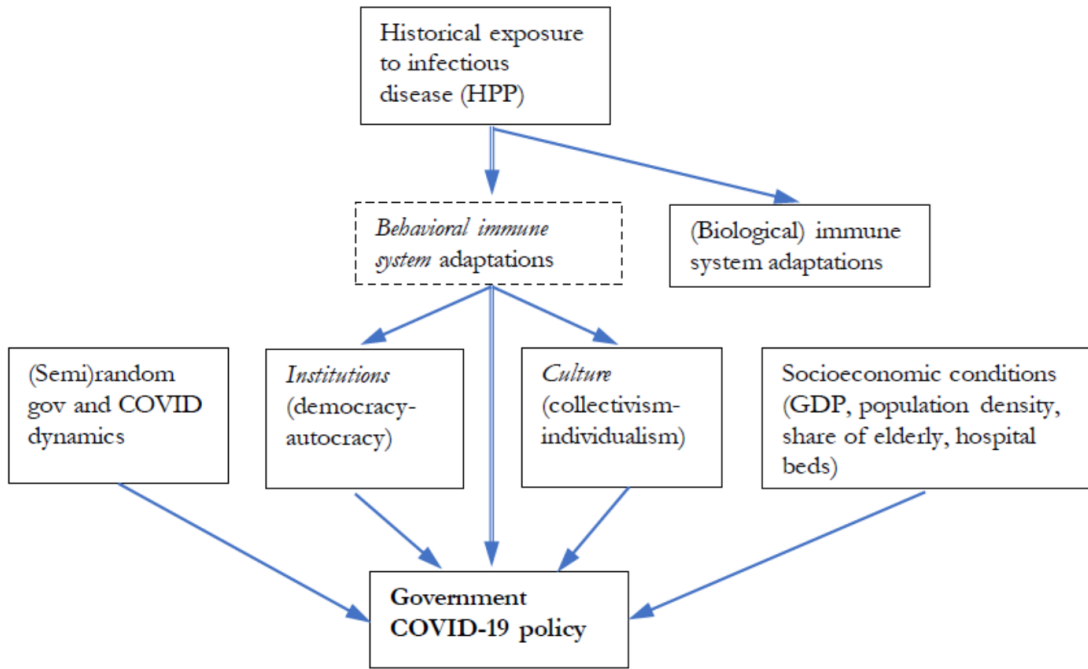 Historical exposure
to infectious
disease (HPP)
Behavioral immune
system adaptations
(Biological) immune
system adaptations
(Semi)random
gov and COVID
dynamics
Institutions
(democracy-
autocracy)
Culture
(collectivism-
individualism)
Socioeconomic conditions
(GDP, population density,
share of elderly, hospital
beds)
Government
COVID-19 policy